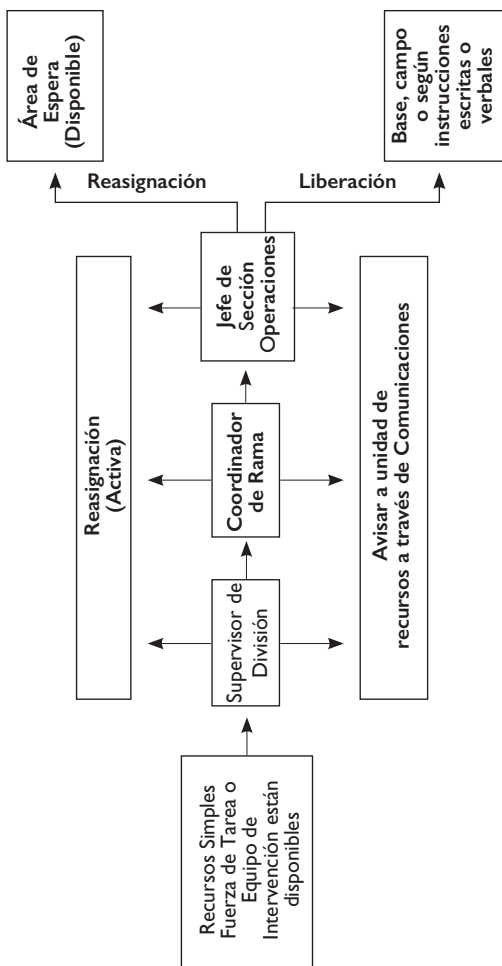 Recursos Simples
Fuerza de Tarea o
Equipo de
Intervención están
disponibles
Supervisor de
División
Coordinador
de Rama
Jefe de
Sección
Operaciones
Reasignación
(Activa)
Avisar a unidad de
recursos a través de Comunicaciones
Reasignación
Liberación
Área de
Espera
(Disponible)
Base, campo
o según
instrucciones
escritas o
verbales